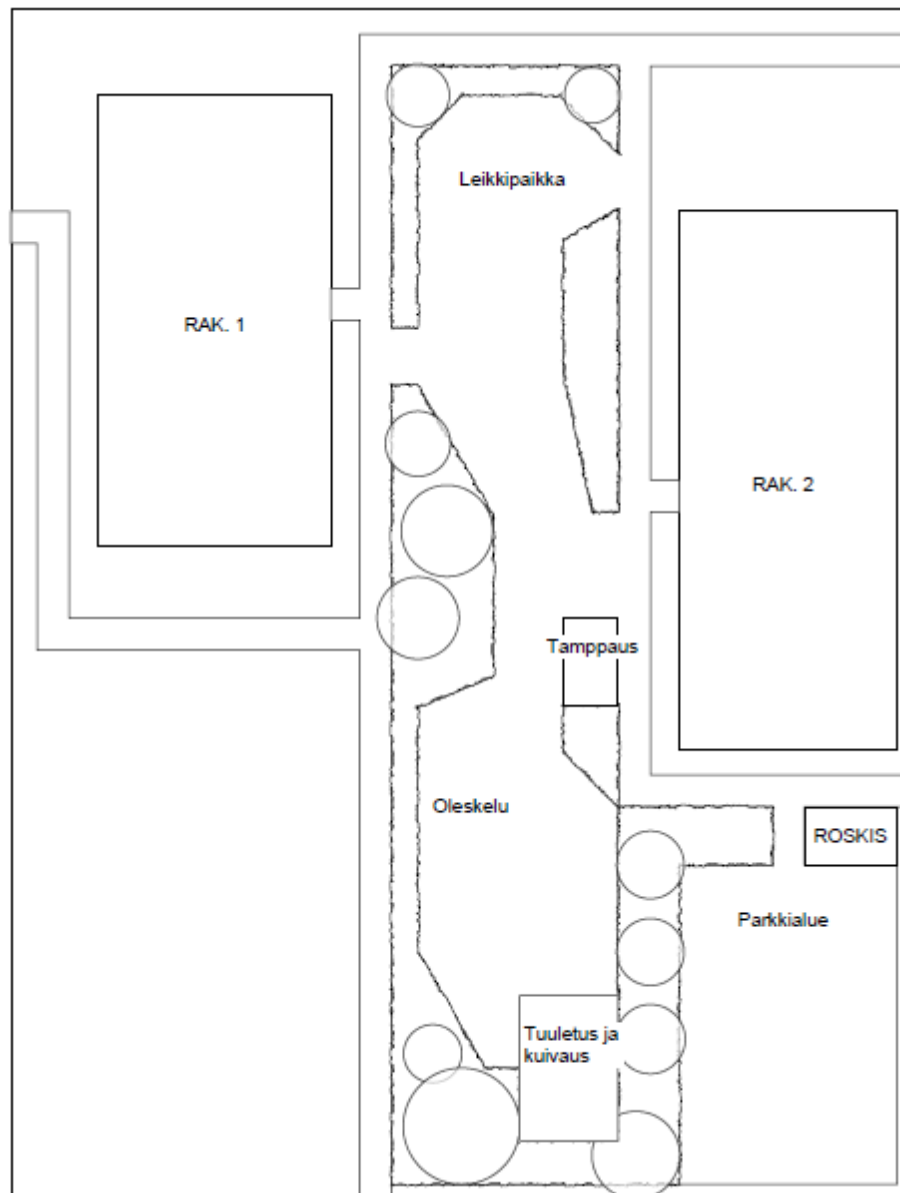 Leikkipaikka
RAK. 1
RAK. 2
Tamppaus
Oleskelu
ROSKIS
Parkkialue
Tuuletus ja
kuivaus